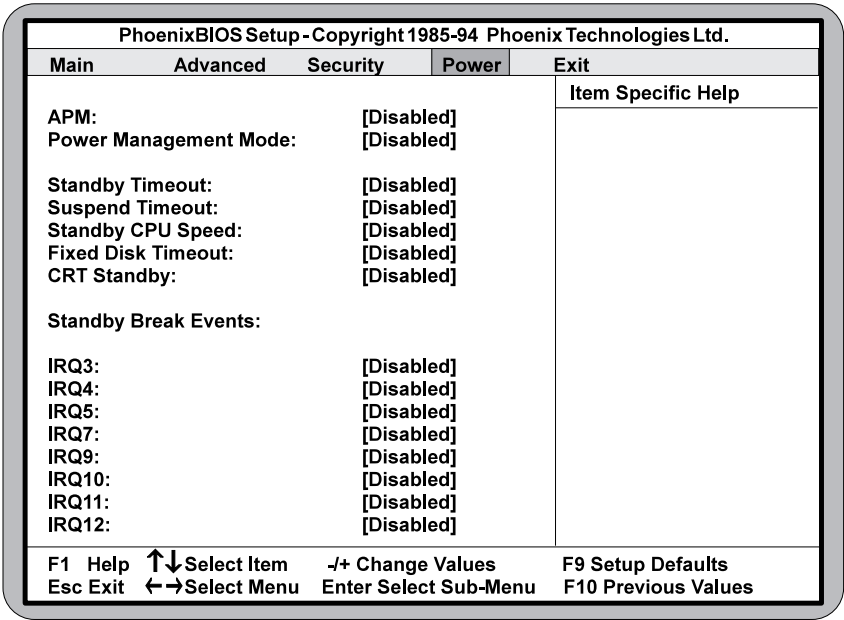 PhoenixBIOS Setup - Copyright 1985-94 Phoenix Technologies Ltd.
Main Advanced Security Power Exit
Item Specific Help
APM: [Disabled]
Power Management Mode: [Disabled]
Standby Timeout: [Disabled]
Suspend Timeout: [Disabled]
Standby CPU Speed: [Disabled]
Fixed Disk Timeout: [Disabled]
CRT Standby: [Disabled]
Standby Break Events:
IRQ3: [Disabled]
IRQ4: [Disabled]
IRQ5: [Disabled]
IRQ7: [Disabled]
IRQ9: [Disabled]
IRQ10: [Disabled]
IRQ11: [Disabled]
IRQ12: [Disabled]
F1 Help ↑↓ Select Item -/+ Change Values F9 Setup Defaults
Esc Exit ←→ Select Menu Enter Select Sub-Menu F10 Previous Values